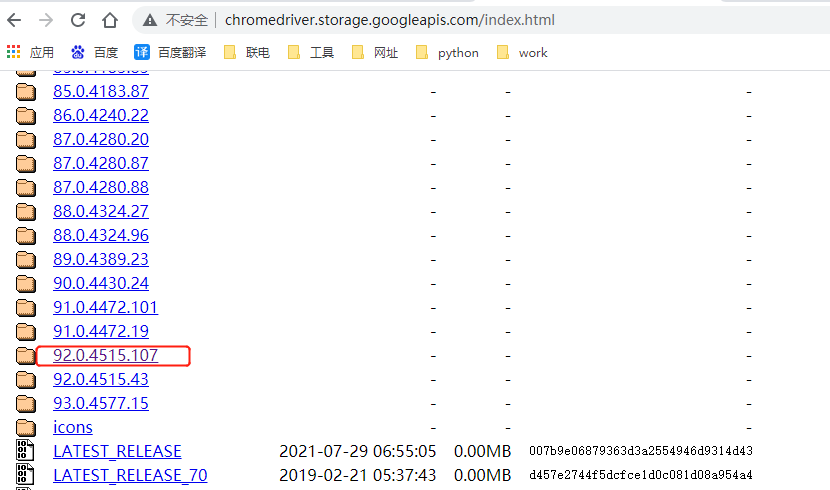 不安全 chromedriver.storage.googleapis.com/index.html
应用 百度 译 百度翻译 联电 工具 网址 python work
85.0.4183.87 - - -
86.0.4240.22 - - -
87.0.4280.20 - - -
87.0.4280.87 - - -
87.0.4280.88 - - -
88.0.4324.27 - - -
88.0.4324.96 - - -
89.0.4389.23 - - -
90.0.4430.24 - - -
91.0.4472.101 - - -
91.0.4472.19 - - -
92.0.4515.107 - - -
92.0.4515.43 - - -
93.0.4577.15 - - -
icons - - -
LATEST_RELEASE 2021-07-29 06:55:05 0.00MB 007b9e06879363d3a2554946d9314d43
LATEST_RELEASE_70 2019-02-21 05:37:43 0.00MB d457e2744f5dcfce1d0c081d08a954a4